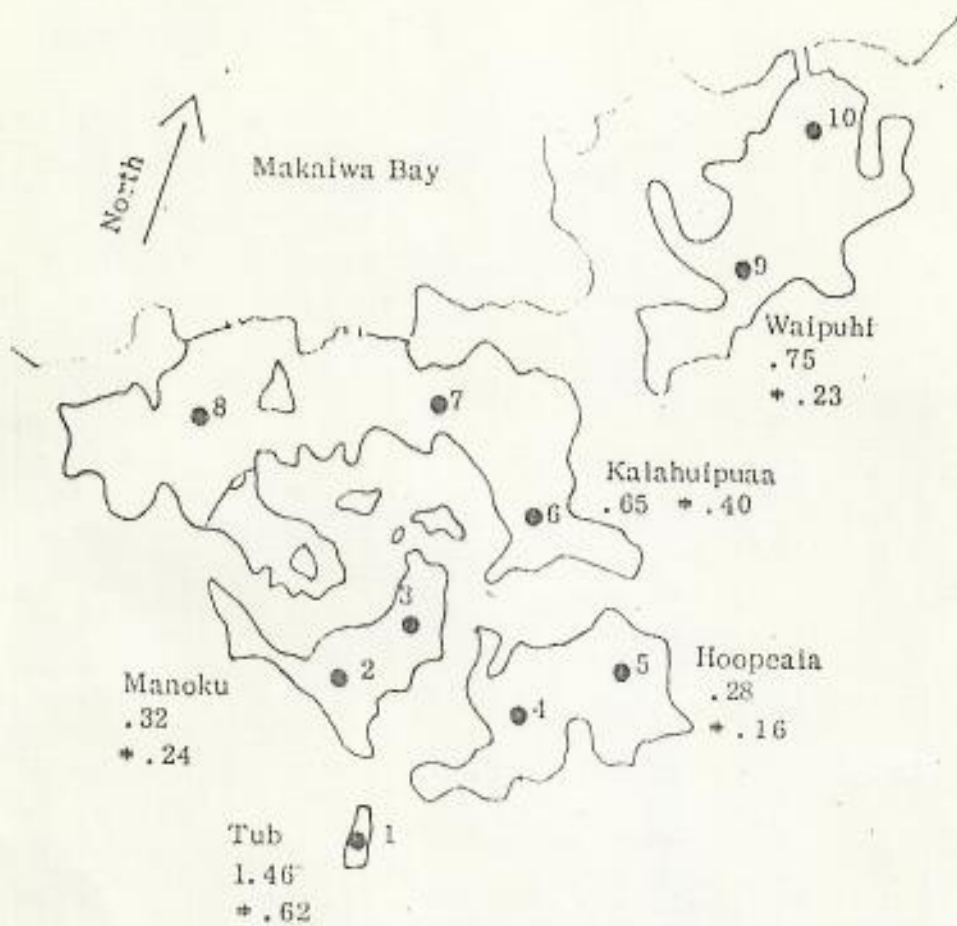 10
North
Makaiwa Bay
9
Waipuhi
.75
* .23
8
7
Kalahuipuaa
.65 * .40
6
3
2
Manoku
.32
* .24
5
4
Hoopeaia
.28
* .16
1
Tub
1.46
* .62